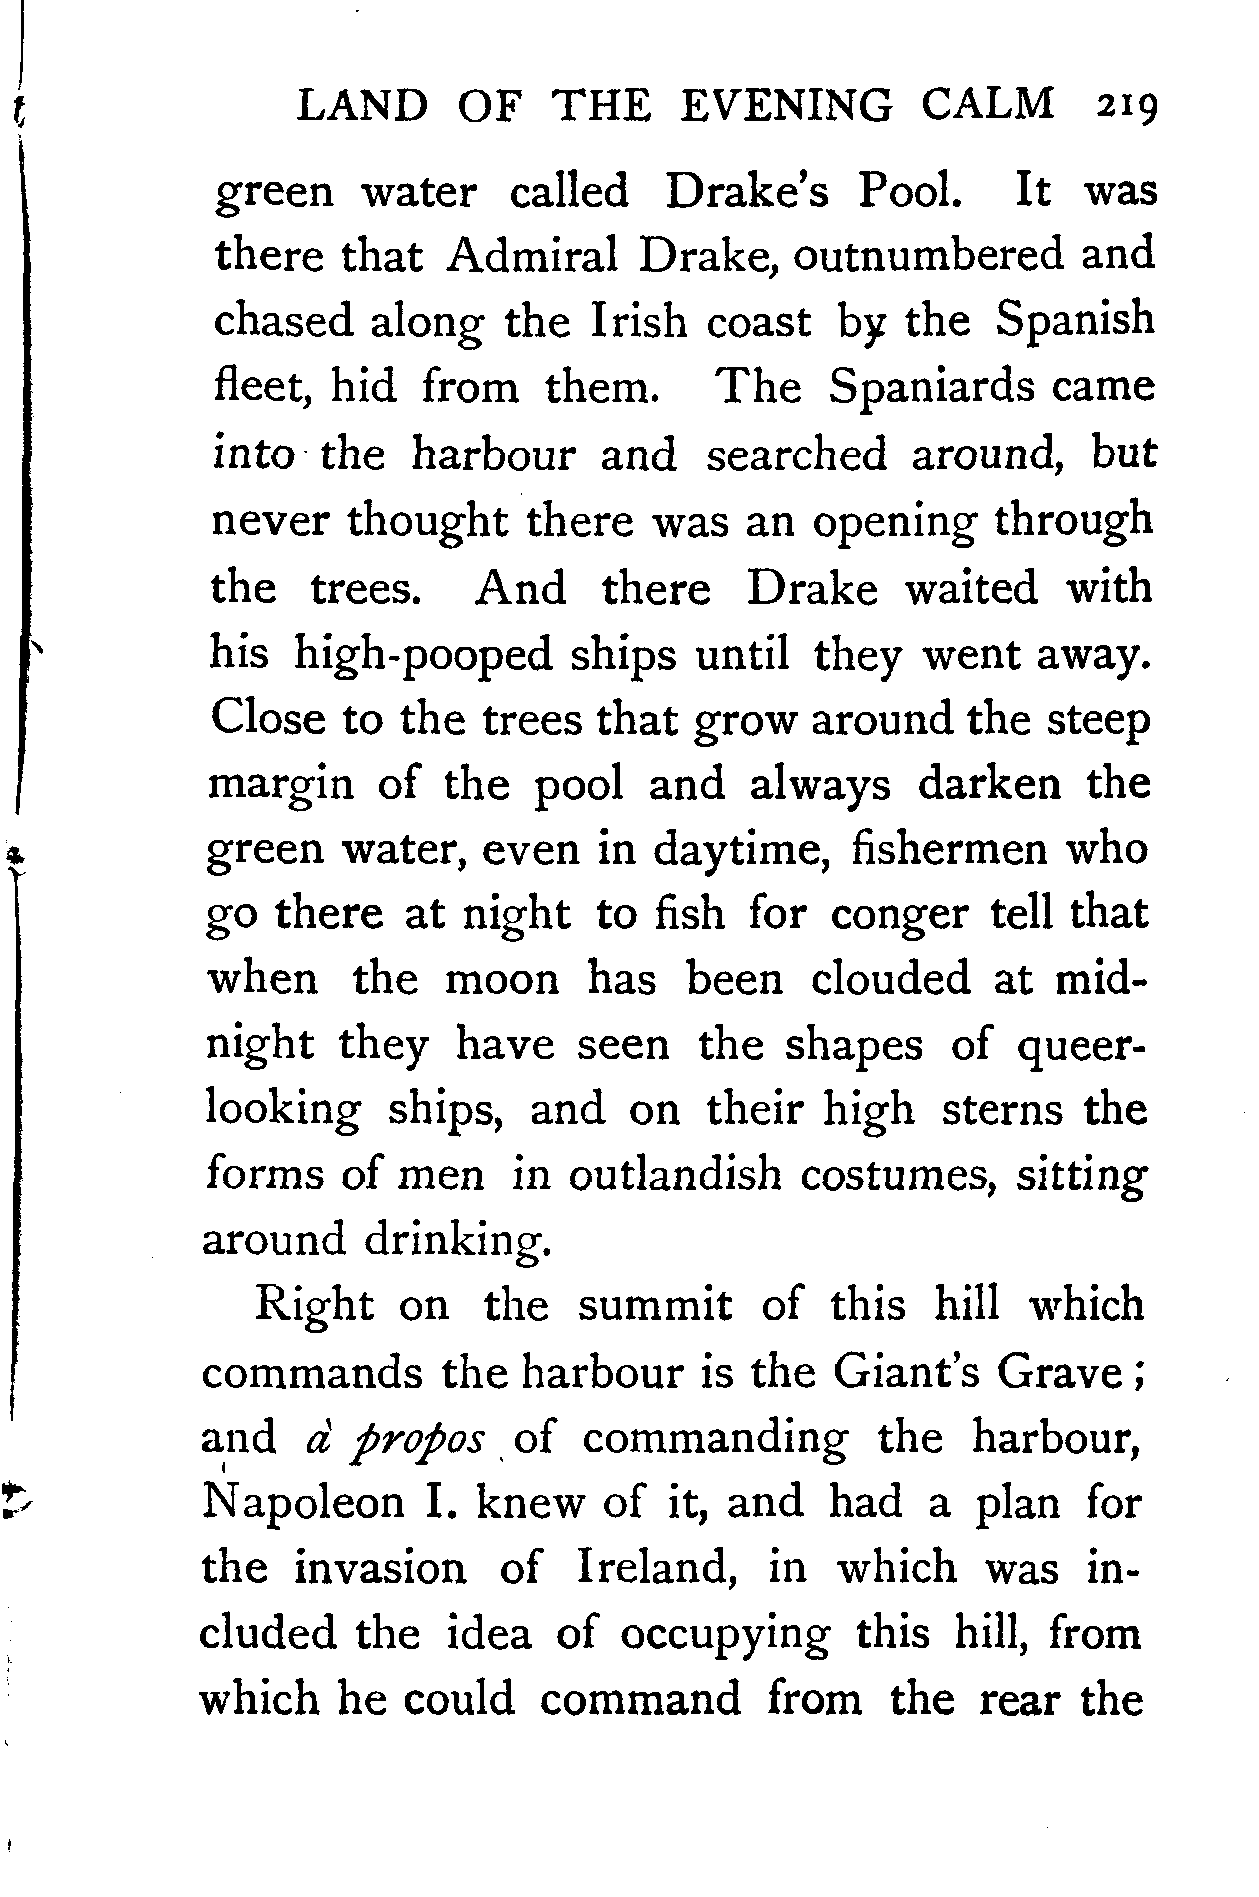 LAND OF THE EVENING CALM 219
green water called Drake's Pool. It was
there that Admiral Drake, outnumbered and
chased along the Irish coast by the Spanish
fleet, hid from them. The Spaniards came
into the harbour and searched around, but
never thought there was an opening through
the trees. And there Drake waited with
his high-pooped ships until they went away.
Close to the trees that grow around the steep
margin of the pool and always darken the
green water, even in daytime, fishermen who
go there at night to fish for conger tell that
when the moon has been clouded at mid-
night they have seen the shapes of queer-
looking ships, and on their high sterns the
forms of men in outlandish costumes, sitting
around drinking.
Right on the summit of this hill which
commands the harbour is the Giant's Grave ;
and à propos of commanding the harbour,
Napoleon I. knew of it, and had a plan for
the invasion of Ireland, in which was in-
cluded the idea of occupying this hill, from
which he could command from the rear the